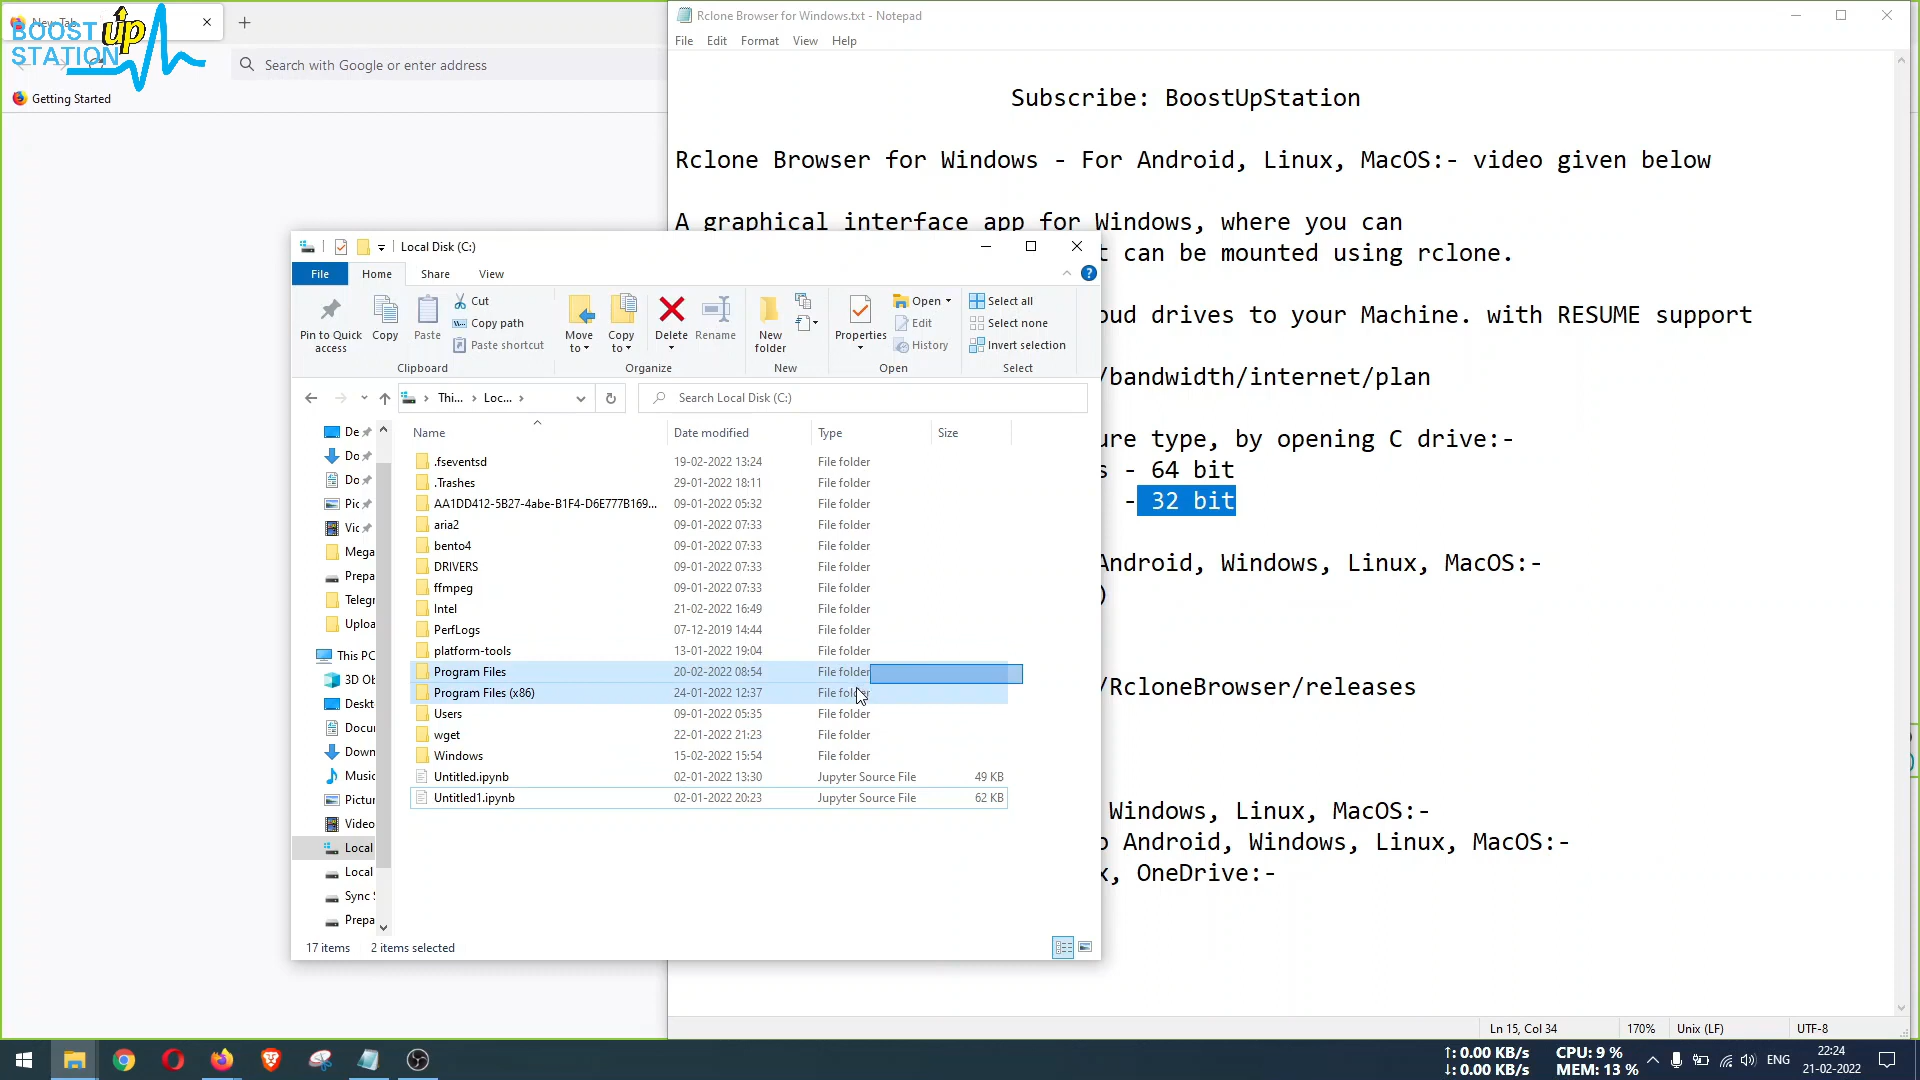 BOOST up
STATION
New Tab
Search with Google or enter address
Getting Started
Rclone Browser for Windows.txt - Notepad
File Edit Format View Help
Subscribe: BoostUpStation
Rclone Browser for Windows - For Android, Linux, MacOS:- video given below
A graphical interface app for Windows, where you can
t can be mounted using rclone.
oud drives to your Machine. with RESUME support
/bandwidth/internet/plan
ure type, by opening C drive:-
s - 64 bit
- 32 bit
Android, Windows, Linux, MacOS:-
)
/RcloneBrowser/releases
Windows, Linux, MacOS:-
o Android, Windows, Linux, MacOS:-
x, OneDrive:-
Ln 15, Col 34 170% Unix (LF) UTF-8
Local Disk (C:)
File Home Share View
Pin to Quick access
Copy
Paste
Cut
Copy path
Paste shortcut
Clipboard
Move to
Copy to
Delete
Rename
Organize
New folder
New
Properties
Open
Edit
History
Open
Select all
Select none
Invert selection
Select
Thi... Loc...
Search Local Disk (C:)
De
Do
Do
Pic
Vic
Mega
Prepa
Telegr
Uploa
This PC
3D Ob
Deskt
Docum
Down
Music
Pictur
Video
Local
Local
Sync S
Prepa
Name Date modified Type Size
.fseventsd 19-02-2022 13:24 File folder
.Trashes 29-01-2022 18:11 File folder
AA1DD412-5B27-4abe-B1F4-D6E777B169... 09-01-2022 05:32 File folder
aria2 09-01-2022 07:33 File folder
bento4 09-01-2022 07:33 File folder
DRIVERS 09-01-2022 07:33 File folder
ffmpeg 09-01-2022 07:33 File folder
Intel 21-02-2022 16:49 File folder
PerfLogs 07-12-2019 14:44 File folder
platform-tools 13-01-2022 19:04 File folder
Program Files 20-02-2022 08:54 File folder
Program Files (x86) 24-01-2022 12:37 File folder
Users 09-01-2022 05:35 File folder
wget 22-01-2022 21:23 File folder
Windows 15-02-2022 15:54 File folder
Untitled.ipynb 02-01-2022 13:30 Jupyter Source File 49 KB
Untitled1.ipynb 02-01-2022 20:23 Jupyter Source File 62 KB
17 items 2 items selected
↑: 0.00 KB/s CPU: 9 %
↓: 0.00 KB/s MEM: 13 %
ENG
22:24
21-02-2022